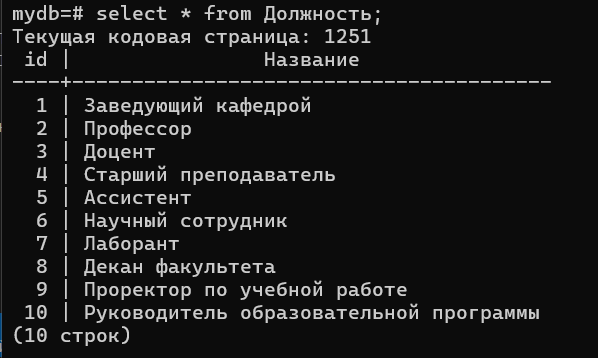 mydb=# select * from Должность;
Текущая кодовая страница: 1251
 id |                Название
----+----------------------------------------
  1 | Заведующий кафедрой
  2 | Профессор
  3 | Доцент
  4 | Старший преподаватель
  5 | Ассистент
  6 | Научный сотрудник
  7 | Лаборант
  8 | Декан факультета
  9 | Проректор по учебной работе
 10 | Руководитель образовательной программы
(10 строк)